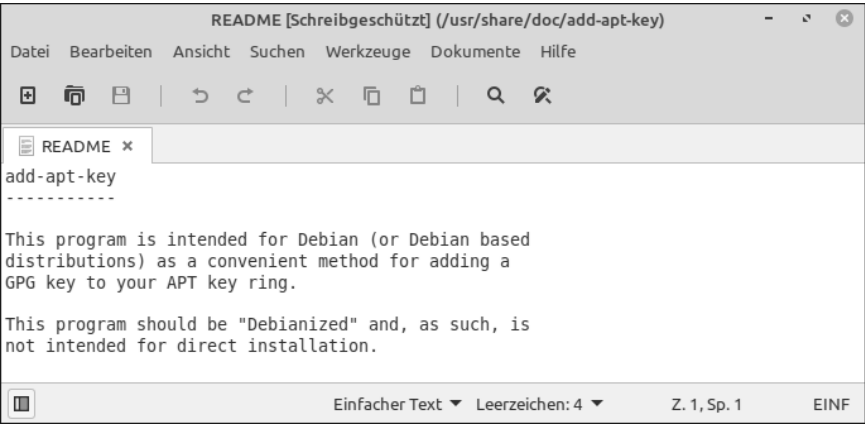 README [Schreibgeschützt] (/usr/share/doc/add-apt-key)
Datei Bearbeiten Ansicht Suchen Werkzeuge Dokumente Hilfe
README
add-apt-key
-----------
This program is intended for Debian (or Debian based
distributions) as a convenient method for adding a
GPG key to your APT key ring.
This program should be "Debianized" and, as such, is
not intended for direct installation.
Einfacher Text Leerzeichen: 4 Z. 1, Sp. 1 EINF